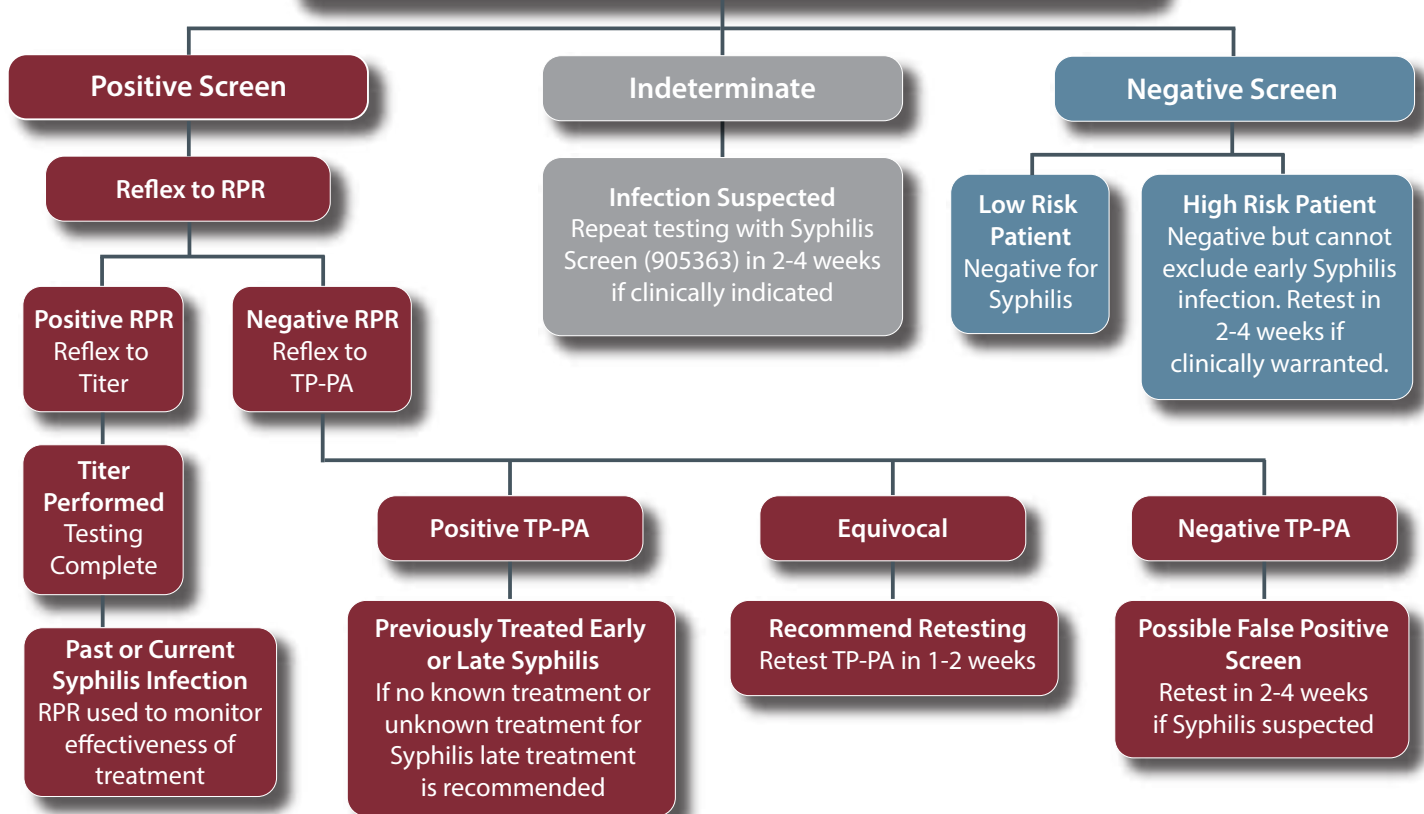 Positive Screen
Indeterminate
Negative Screen
Reflex to RPR
Infection Suspected
Repeat testing with Syphilis
Screen (905363) in 2-4 weeks
if clinically indicated
Low Risk
Patient
Negative for
Syphilis
High Risk Patient
Negative but cannot
exclude early Syphilis
infection. Retest in
2-4 weeks if
clinically warranted.
Positive RPR
Reflex to
Titer
Negative RPR
Reflex to
TP-PA
Titer
Performed
Testing
Complete
Past or Current
Syphilis Infection
RPR used to monitor
effectiveness of
treatment
Positive TP-PA
Equivocal
Negative TP-PA
Previously Treated Early
or Late Syphilis
If no known treatment or
unknown treatment for
Syphilis late treatment
is recommended
Recommend Retesting
Retest TP-PA in 1-2 weeks
Possible False Positive
Screen
Retest in 2-4 weeks
if Syphilis suspected